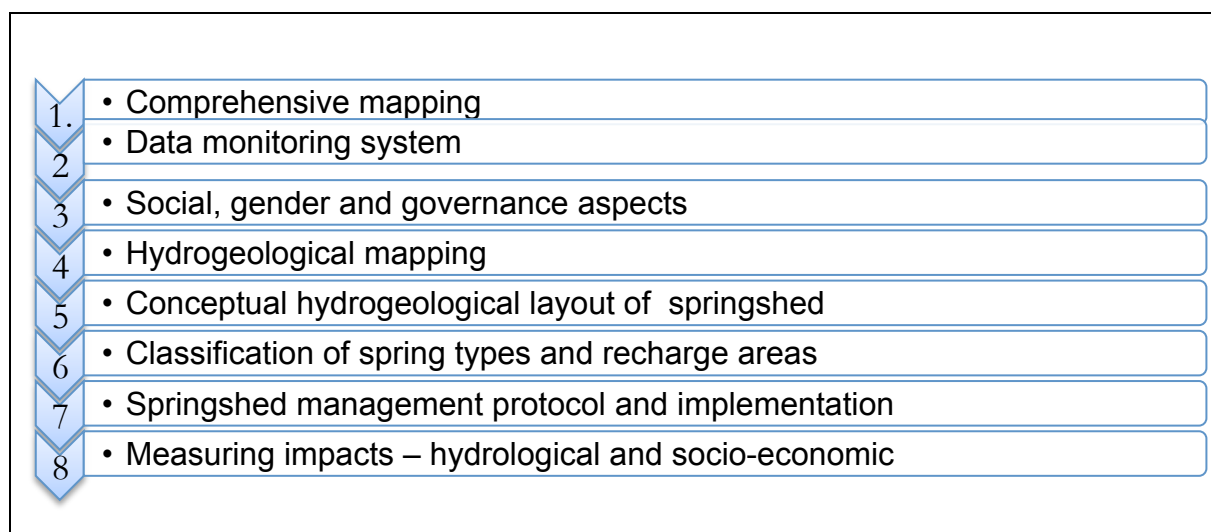 1. • Comprehensive mapping
2 • Data monitoring system
3 • Social, gender and governance aspects
4 • Hydrogeological mapping
5 • Conceptual hydrogeological layout of  springshed
6 • Classification of spring types and recharge areas
7 • Springshed management protocol and implementation
8 • Measuring impacts – hydrological and socio-economic